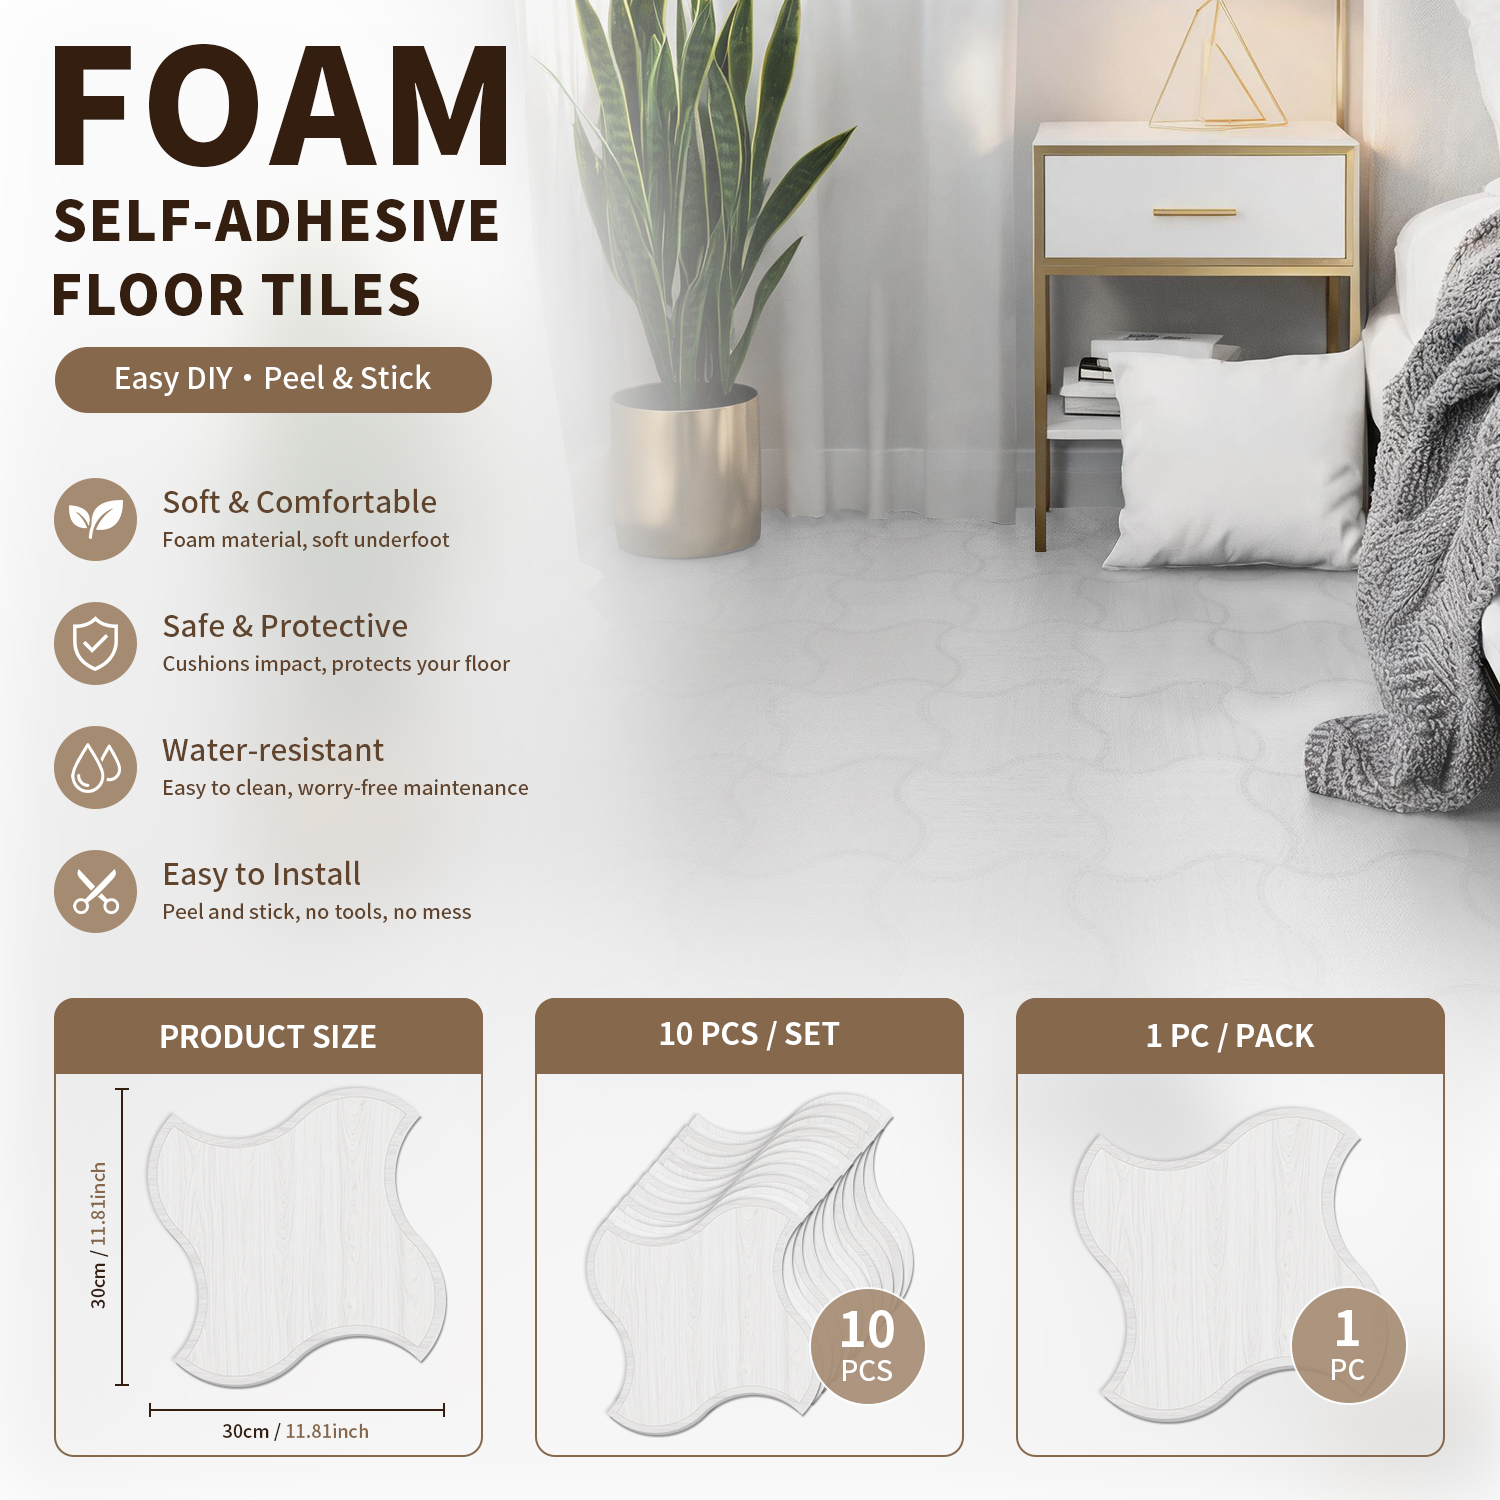 FOAM
SELF-ADHESIVE
FLOOR TILES
Easy DIY • Peel & Stick
Soft & Comfortable
Foam material, soft underfoot
Safe & Protective
Cushions impact, protects your floor
Water-resistant
Easy to clean, worry-free maintenance
Easy to Install
Peel and stick, no tools, no mess
PRODUCT SIZE
30cm / 11.81inch
30cm / 11.81inch
10 PCS / SET
10
PCS
1 PC / PACK
1
PC